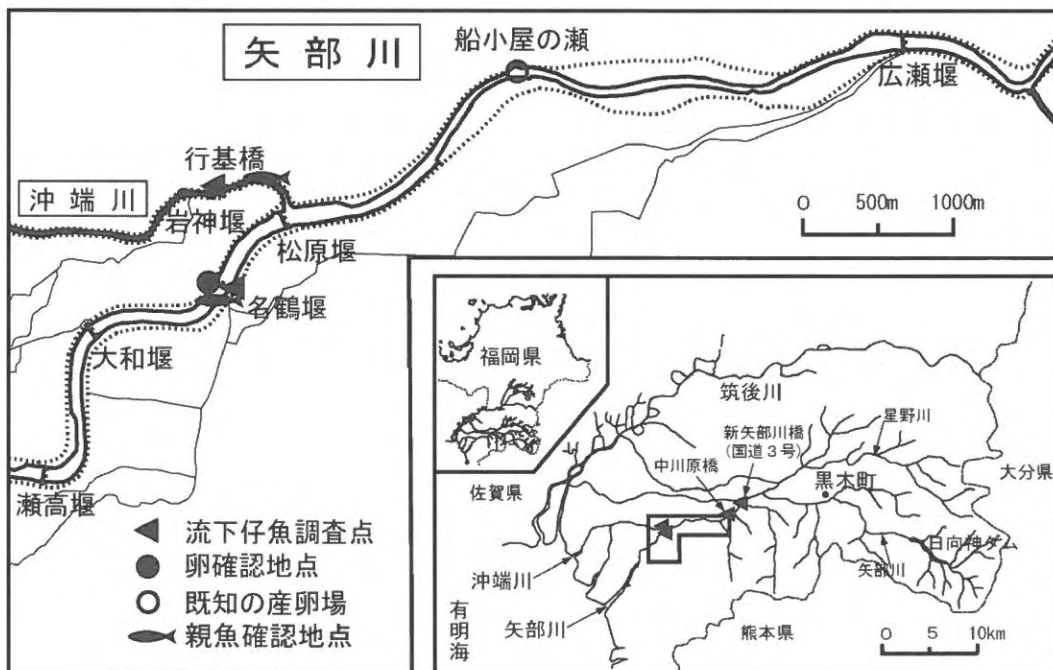 矢部川
船小屋の瀬
広瀬堰
行基橋
沖端川
岩神堰
松原堰
名鶴堰
大和堰
瀬高堰
0 500m 1000m
流下仔魚調査点
卵確認地点
既知の産卵場
親魚確認地点
福岡県
筑後川
星野川
新矢部川橋
(国道3号)
中川原橋
黒木町
大分県
佐賀県
日向神ダム
矢部川
沖端川
矢部川
有明海
熊本県
0 5 10km